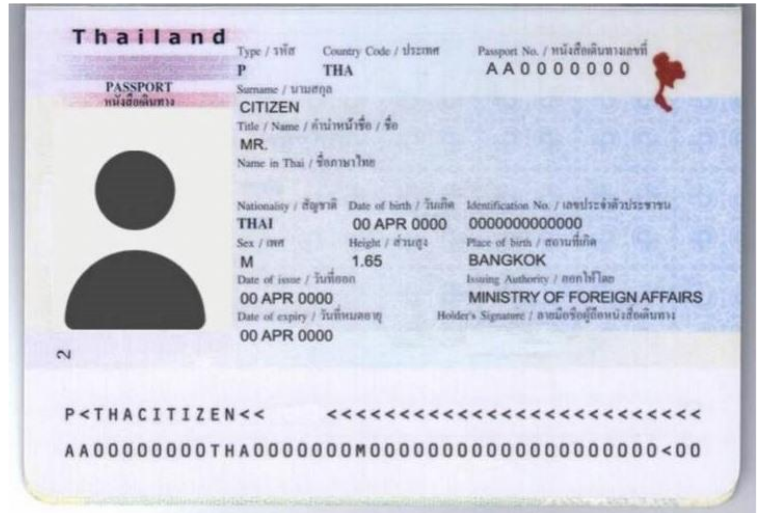 Thailand
PASSPORT
หนังสือเดินทาง
Type / รหัส Country Code / ประเทศ Passport No. / หนังสือเดินทางเลขที่
P THA AA0000000
Surname / นามสกุล
CITIZEN
Title / Name / คำนำหน้าชื่อ / ชื่อ
MR.
Name in Thai / ชื่อภาษาไทย
Nationality / สัญชาติ Date of birth / วันเกิด Identification No. / เลขประจำตัวประชาชน
THAI 00 APR 0000 0000000000000
Sex / เพศ Height / ส่วนสูง Place of birth / สถานที่เกิด
M 1.65 BANGKOK
Date of issue / วันที่ออก Issuing Authority / ออกให้โดย
00 APR 0000 MINISTRY OF FOREIGN AFFAIRS
Date of expiry / วันที่หมดอายุ Holder's Signature / ลายมือชื่อผู้ถือหนังสือเดินทาง
00 APR 0000
2
P<THACITIZEN<< <<<<<<<<<<<<<<<<<<<<<<<<<<
AA00000000THA0000000M00000000000000000000<00